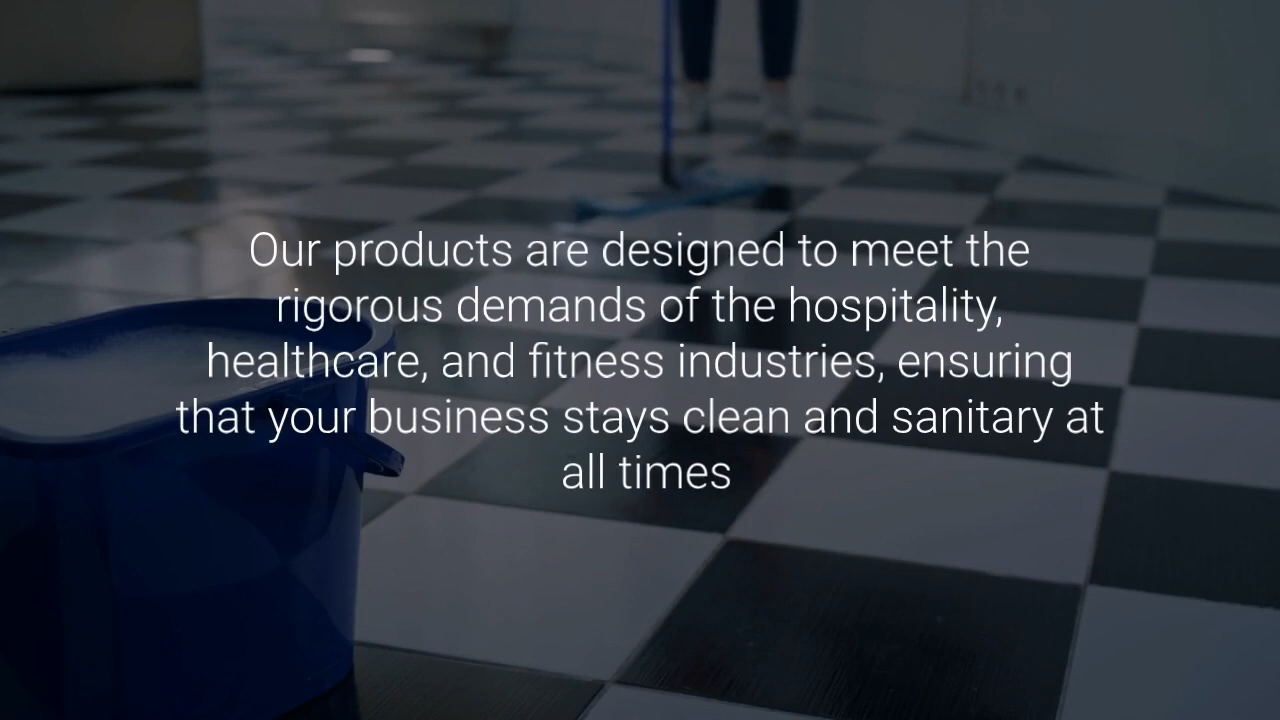 Our products are designed to meet the
rigorous demands of the hospitality,
healthcare, and fitness industries, ensuring
that your business stays clean and sanitary at
all times